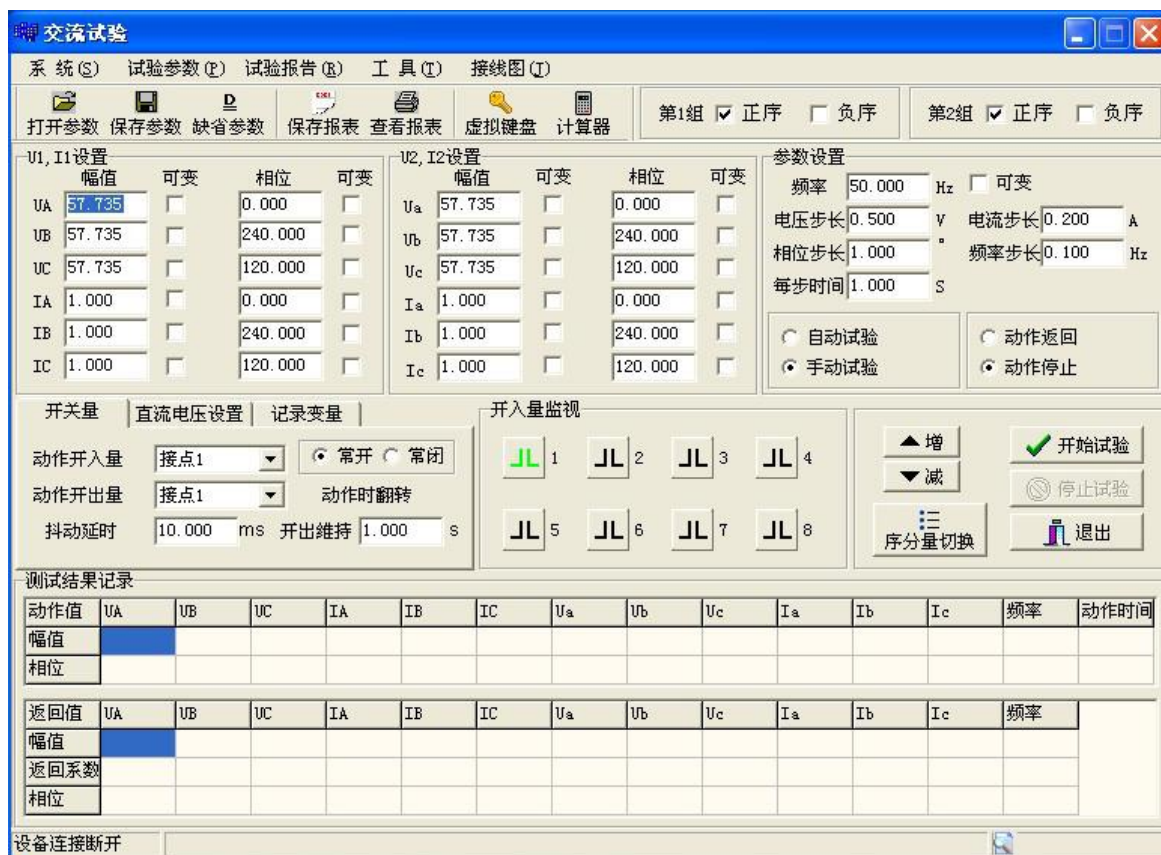 交流试验
系 统(S) 试验参数(P) 试验报告(R) 工 具(T) 接线图(J)
打开参数 保存参数 缺省参数 保存报表 查看报表 虚拟键盘 计算器 第1组 正序 负序 第2组 正序 负序
U1,I1设置 U2,I2设置 参数设置
幅值 可变 相位 可变 幅值 可变 相位 可变
频率 50.000 Hz 可变
UA 57.735 0.000 Ua 57.735 0.000
电压步长 0.500 V 电流步长 0.200 A
UB 57.735 240.000 Ub 57.735 240.000
相位步长 1.000 ° 频率步长 0.100 Hz
UC 57.735 120.000 Uc 57.735 120.000
每步时间 1.000 S
IA 1.000 0.000 Ia 1.000 0.000
IB 1.000 240.000 Ib 1.000 240.000 自动试验 动作返回
IC 1.000 120.000 Ic 1.000 120.000 手动试验 动作停止
开关量 直流电压设置 记录变量 开入量监视
动作开入量 接点1 常开 常闭
动作开出量 接点1 动作时翻转
抖动延时 10.000 ms 开出维持 1.000 s
1 2 3 4
5 6 7 8
增 开始试验
减 停止试验
序分量切换 退出
测试结果记录
动作值 UA UB UC IA IB IC Ua Ub Uc Ia Ib Ic 频率 动作时间
幅值
相位
返回值 UA UB UC IA IB IC Ua Ub Uc Ia Ib Ic 频率
幅值
返回系数
相位
设备连接断开